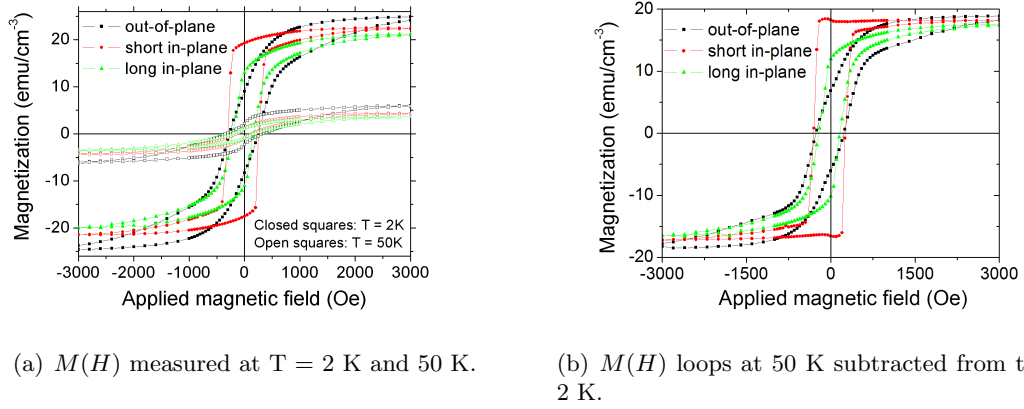 out-of-plane
short in-plane
long in-plane
20
10
0
-10
-20
Magnetization (emu/cm⁻³)
Closed squares: T = 2K
Open squares: T = 50K
-3000 -2000 -1000 0 1000 2000 3000
Applied magnetic field (Oe)
(a) M(H) measured at T = 2 K and 50 K.
20
10
0
-10
-20
Magnetization (emu/cm⁻³)
out-of-plane
short in-plane
long in-plane
-3000 -1500 0 1500 3000
Applied magnetic field (Oe)
(b) M(H) loops at 50 K subtracted from t
2 K.